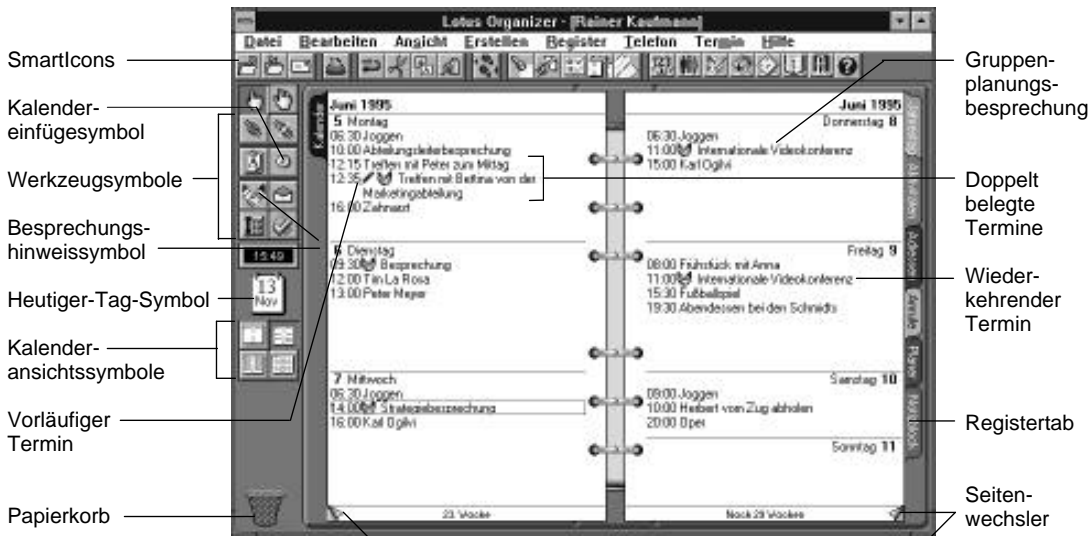 Lotus Organizer - [Rainer Kaufmann]
Datei Bearbeiten Ansicht Erstellen Register Telefon Termin Hilfe
SmartIcons
Kalender-
einfügesymbol
Werkzeugsymbole
Besprechungs-
hinweissymbol
Heutiger-Tag-Symbol
Kalender-
ansichtssymbole
Vorläufiger
Termin
Papierkorb
15:49
13
Nov
Kalender
Juni 1995
5 Montag
06:30 Joggen
10:00 Abteilungsleiterbesprechung
12:15 Treffen mit Peter zum Mittag
12:35 Treffen mit Bettina von der
Marketingabteilung
16:00 Zahnarzt
6 Dienstag
09:30 Besprechung
12:00 Tim La Rosa
13:00 Peter Meyer
7 Mittwoch
06:30 Joggen
14:00 Strategiebesprechung
16:00 Karl Ogilvi
23. Woche
Juni 1995
Donnerstag 8
06:30 Joggen
11:00 Internationale Videokonferenz
15:00 Karl Ogilvi
Freitag 9
08:00 Frühstück mit Anna
11:00 Internationale Videokonferenz
15:30 Fußballspiel
19:30 Abendessen bei den Schmidts
Samstag 10
09:00 Joggen
10:00 Herbert vom Zug abholen
20:00 Oper
Sonntag 11
Noch 29 Wochen
Aktivitäten
Adressen
Anrufe
Planer
Notizblock
Gruppen-
planungs-
besprechung
Doppelt
belegte
Termine
Wieder-
kehrender
Termin
Registertab
Seiten-
wechsler